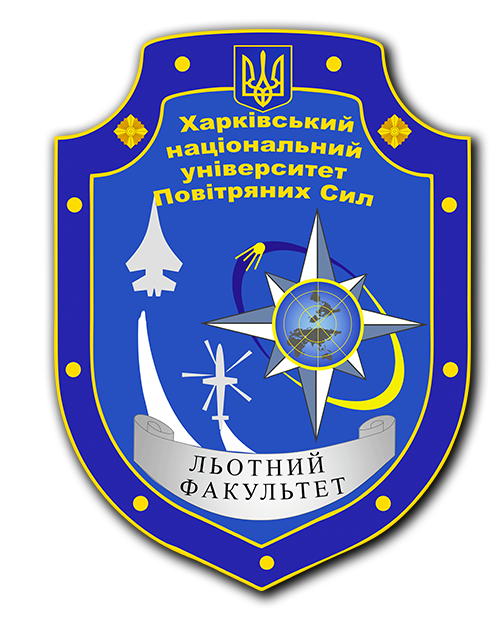 Харківський
національний
університет
Повітряних Сил
ЛЬОТНИЙ
ФАКУЛЬТЕТ